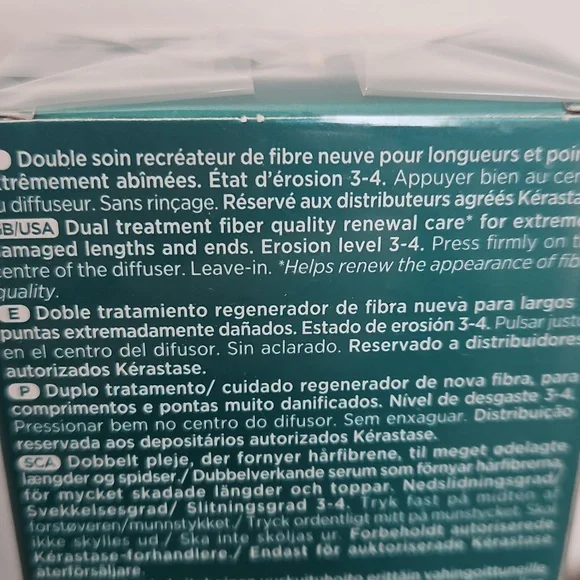 Double soin recréateur de fibre neuve pour longueurs et poin
trêmement abîmées. État d'érosion 3-4. Appuyer bien au cen
u diffuseur. Sans rinçage. Réservé aux distributeurs agréés Kérasta
GB/USA Dual treatment fiber quality renewal care* for extreme
amaged lengths and ends. Erosion level 3-4. Press firmly on t
centre of the diffuser. Leave-in. *Helps renew the appearance of fib
quality.
E Doble tratamiento regenerador de fibra nueva para largos
puntas extremadamente dañados. Estado de erosión 3-4. Pulsar just
en el centro del difusor. Sin aclarado. Reservado a distribuidores
autorizados Kérastase.
P Duplo tratamento/ cuidado regenerador de nova fibra, para
comprimentos e pontas muito danificados. Nível de desgaste 3-4.
Pressionar bem no centro do difusor. Sem enxaguar. Distribuição
reservada aos depositários autorizados Kérastase.
SCA Dobbelt pleje, der fornyer hårfibrene, til meget ødelagte
længder og spidser./ Dubbelverkande serum som förnyar hårfibrerna
för mycket skadade längder och toppar. Nedslidningsgrad/
Svekkelsesgrad/ Slitningsgrad 3-4. Tryk fast på midten af
forstøveren/munnstykket./ Tryck ordentligt mitt på munstycket. Skal
ikke skylles ud/ Ska inte sköljas ur. Forbeholdt autoriserede
Kérastase-forhandlere./ Endast för auktoriserade Kérastase
återförsäljare.